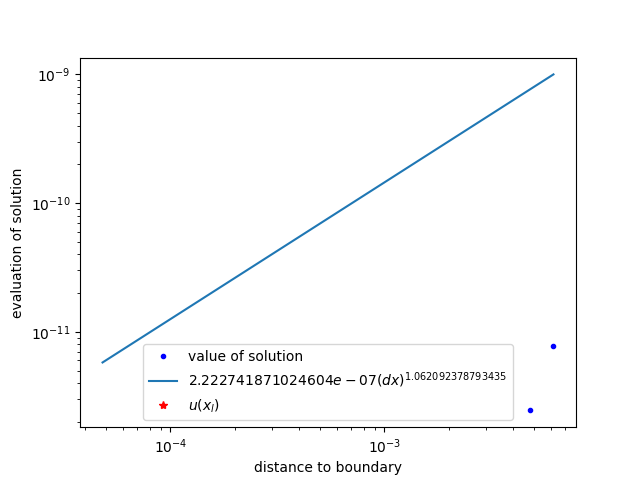 10⁻⁹
10⁻¹⁰
10⁻¹¹
evaluation of solution
value of solution
2.222741871024604e − 07(dx)^1.062092378793435
u(x_l)
10⁻⁴
10⁻³
distance to boundary